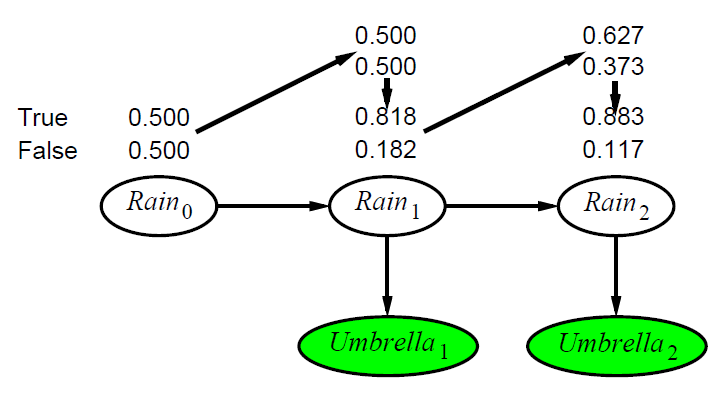 0.500 0.627
0.500 0.373
True 0.500 0.818 0.883
False 0.500 0.182 0.117
Rain0 Rain1 Rain2
Umbrella1 Umbrella2